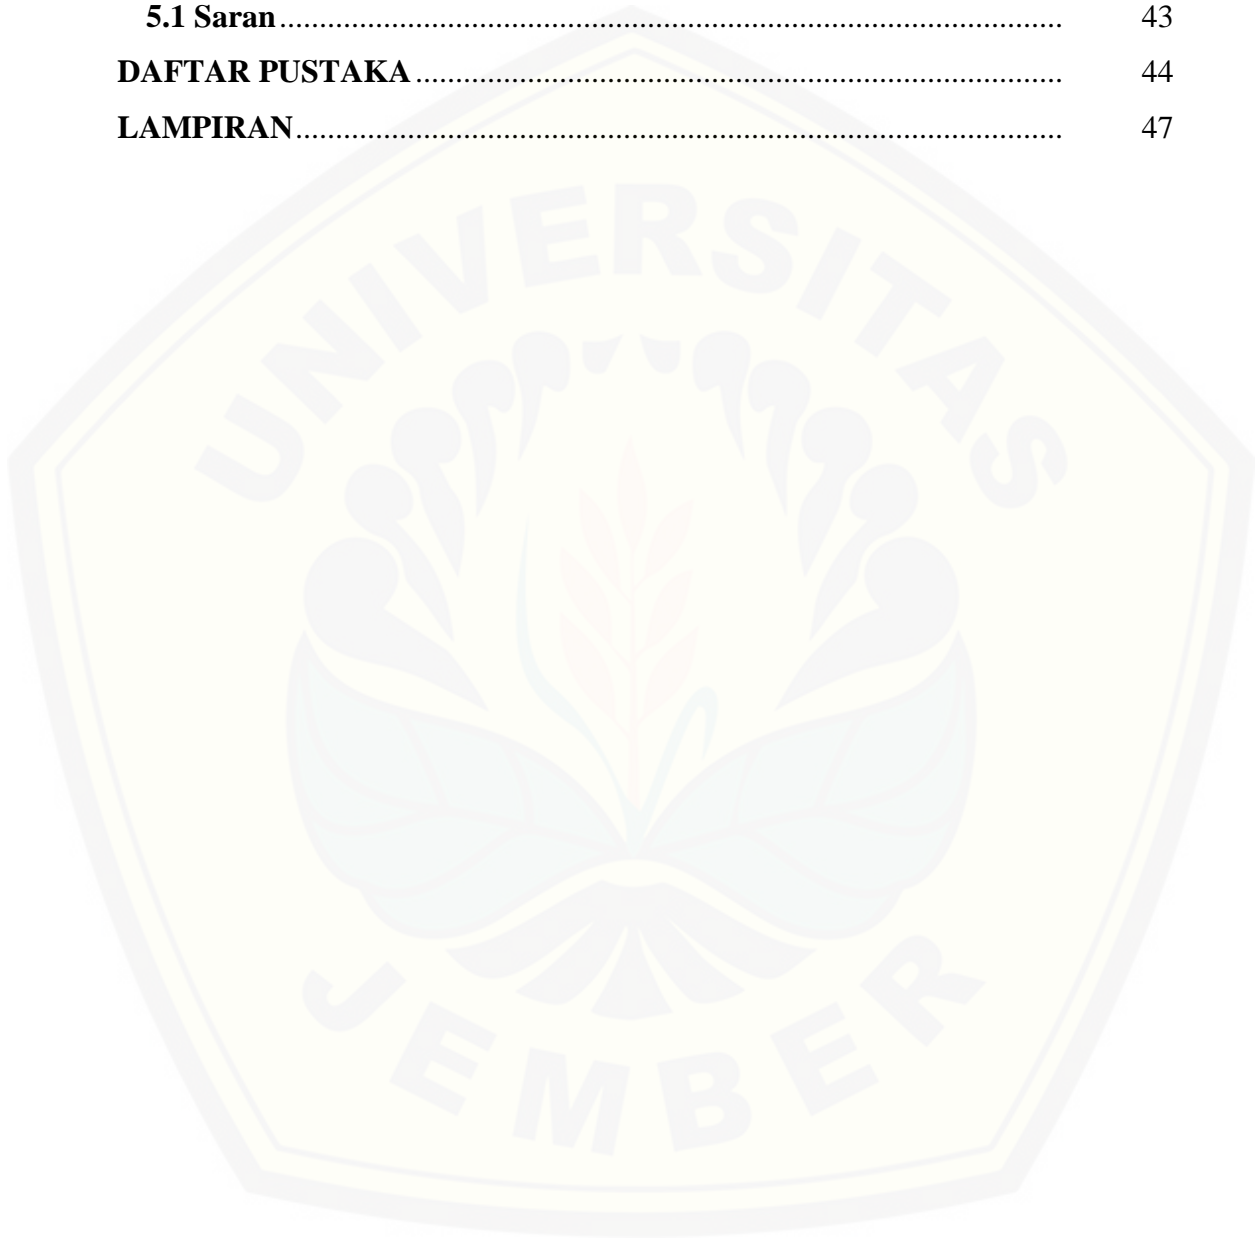 5.1 Saran........................................................................................ 43
DAFTAR PUSTAKA........................................................................ 44
LAMPIRAN...................................................................................... 47
UNIVERSITAS
JEMBER